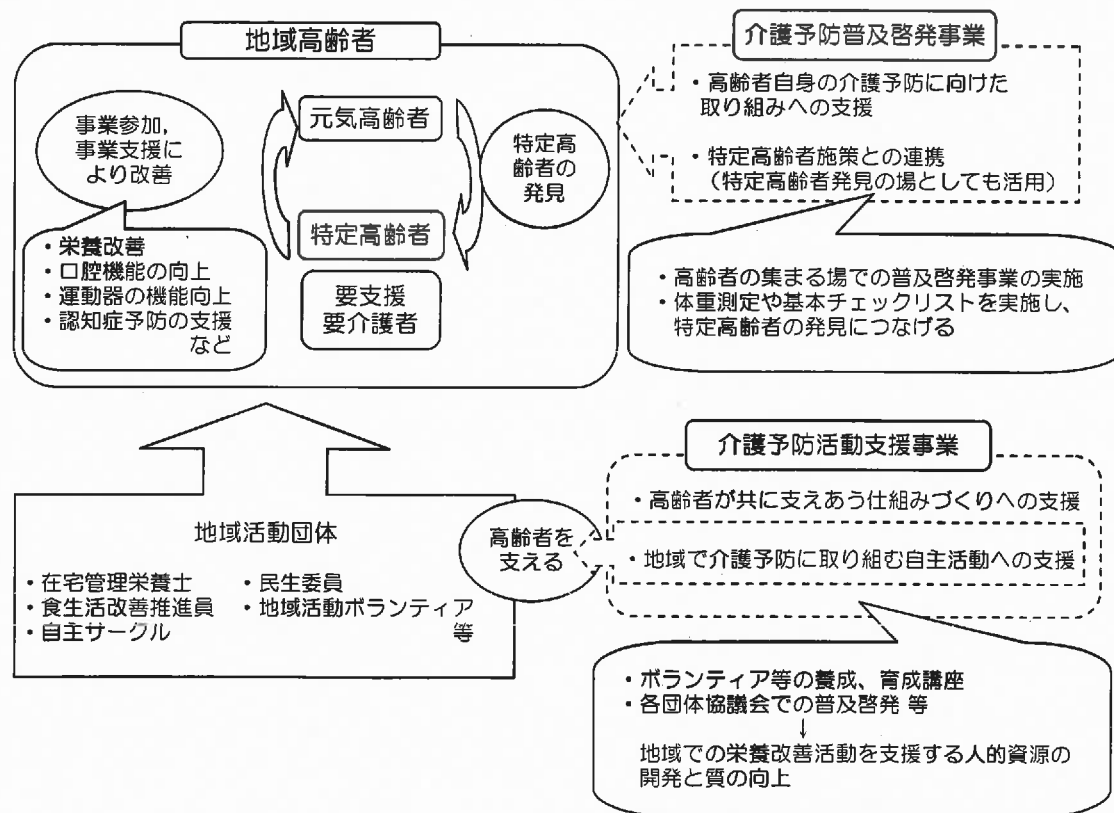 地域高齢者
事業参加,
事業支援に
より改善
・栄養改善
・口腔機能の向上
・運動器の機能向上
・認知症予防の支援
など
元気高齢者
特定高齢者
要支援
要介護者
特定高
齢者の
発見
介護予防普及啓発事業
・高齢者自身の介護予防に向けた
取り組みへの支援
・特定高齢者施策との連携
（特定高齢者発見の場としても活用）
・高齢者の集まる場での普及啓発事業の実施
・体重測定や基本チェックリストを実施し、
特定高齢者の発見につなげる
地域活動団体
・在宅管理栄養士
・食生活改善推進員
・自主サークル
・民生委員
・地域活動ボランティア
等
高齢者を
支える
介護予防活動支援事業
・高齢者が共に支えあう仕組みづくりへの支援
・地域で介護予防に取り組む自主活動への支援
・ボランティア等の養成、育成講座
・各団体協議会での普及啓発 等
↓
地域での栄養改善活動を支援する人的資源の
開発と質の向上